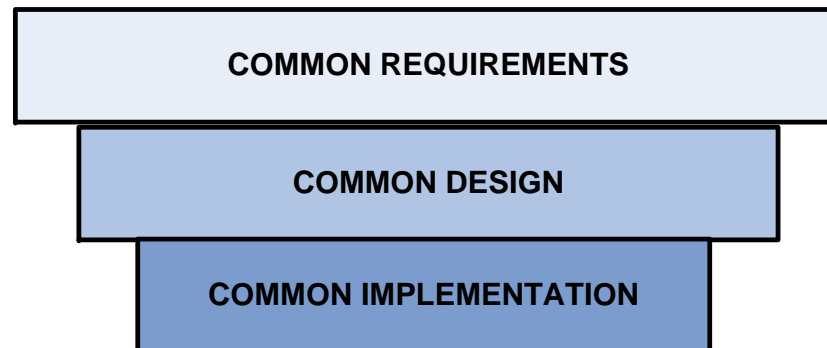 COMMON REQUIREMENTS
COMMON DESIGN
COMMON IMPLEMENTATION